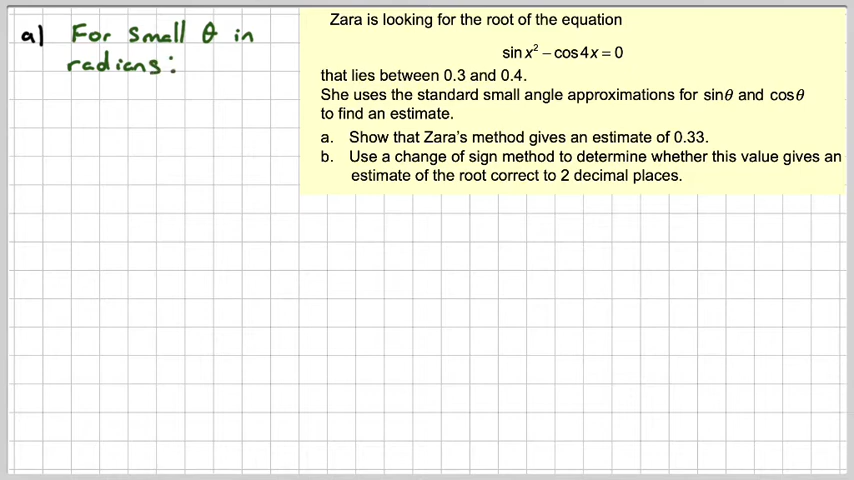 a) For small θ in
radians:
Zara is looking for the root of the equation
sin x² – cos 4x = 0
that lies between 0.3 and 0.4.
She uses the standard small angle approximations for sinθ and cosθ
to find an estimate.
a. Show that Zara's method gives an estimate of 0.33.
b. Use a change of sign method to determine whether this value gives an
estimate of the root correct to 2 decimal places.